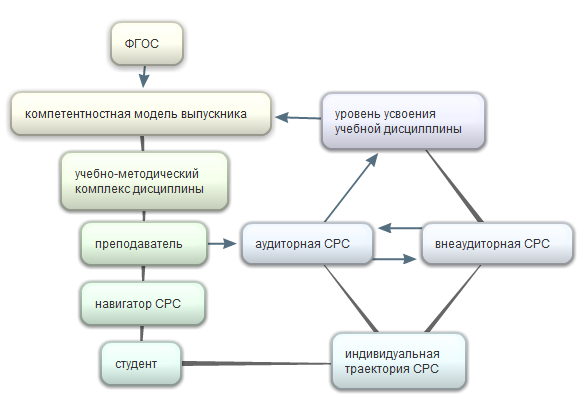 ФГОС
компетентностная модель выпускника
уровень усвоения
учебной дисциплины
учебно-методический
комплекс дисциплины
преподаватель
аудиторная СРС
внеаудиторная СРС
навигатор СРС
студент
индивидуальная
траектория СРС